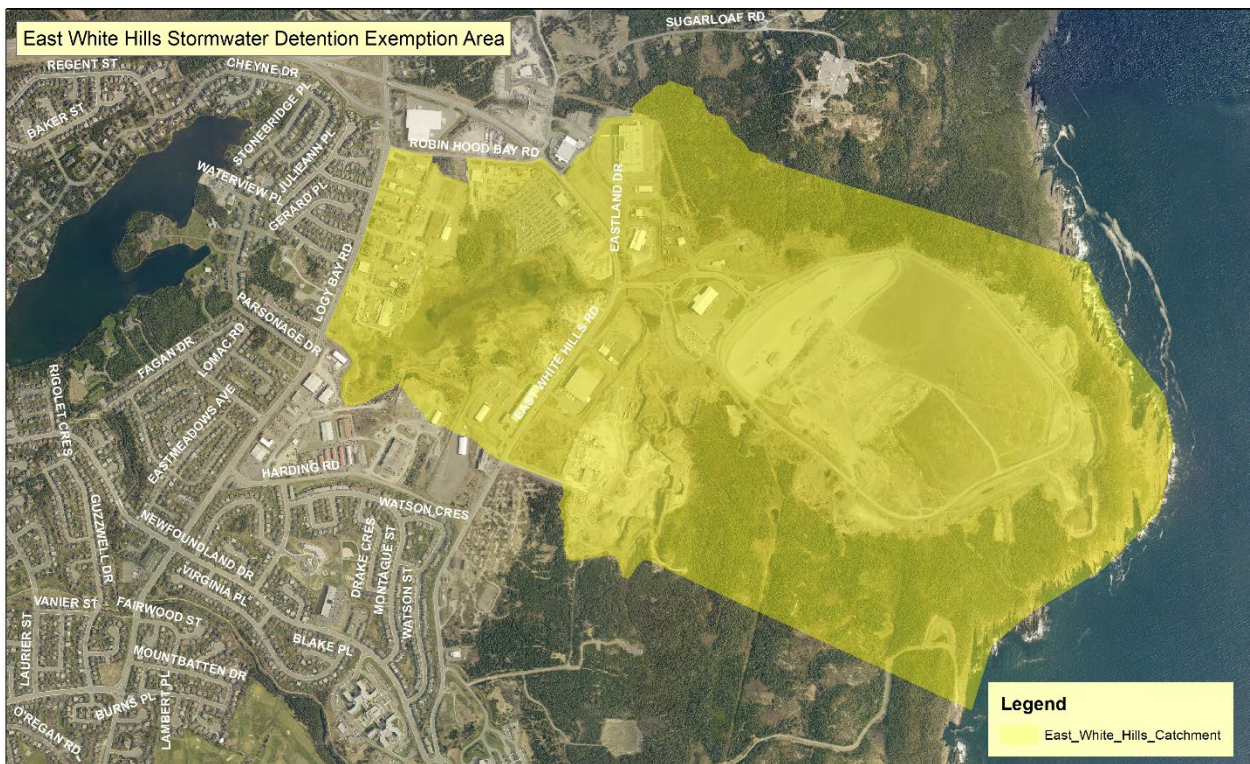 East White Hills Stormwater Detention Exemption Area
SUGARLOAF RD
REGENT ST
CHEYNE DR
BAKER ST
STONEBRIDGE PL
JULIEANN PL
ROBIN HOOD BAY RD
WATERVIEW PL
GERARD PL
EASTLAND DR
LOGY BAY RD
PARSONAGE DR
FAGAN DR
LOMAC RD
EAST WHITE HILLS RD
RIGOLET CRES
EASTMEADOWS AVE
HARDING RD
WATSON CRES
GUZZWELL DR
NEWFOUNDLAND DR
DRAKE CRES
MONTAGUE ST
WATSON ST
VIRGINIA PL
VANIER ST
FAIRWOOD ST
LAURIER ST
BLAKE PL
MOUNTBATTEN DR
BURNS PL
LAMBERT PL
O'REGAN RD
Legend
East_White_Hills_Catchment